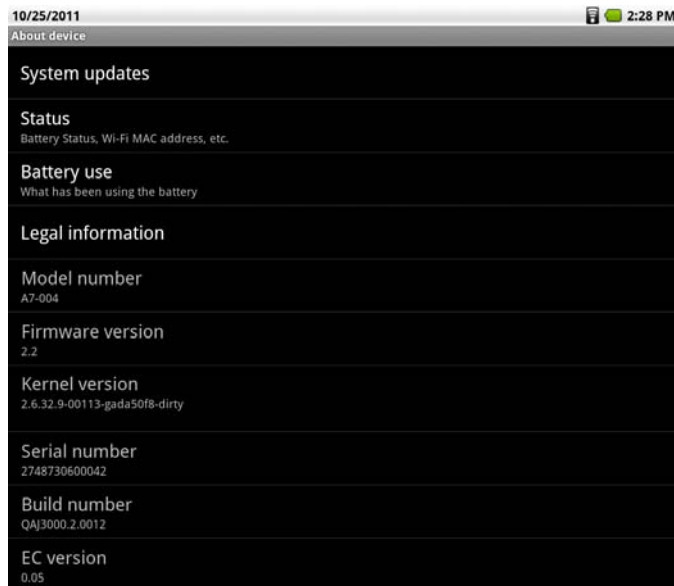 10/25/2011 2:28 PM
About device
System updates
Status
Battery Status, Wi-Fi MAC address, etc.
Battery use
What has been using the battery
Legal information
Model number
A7-004
Firmware version
2.2
Kernel version
2.6.32.9-00113-gada50f8-dirty
Serial number
2748730600042
Build number
QAJ3000.2.0012
EC version
0.05